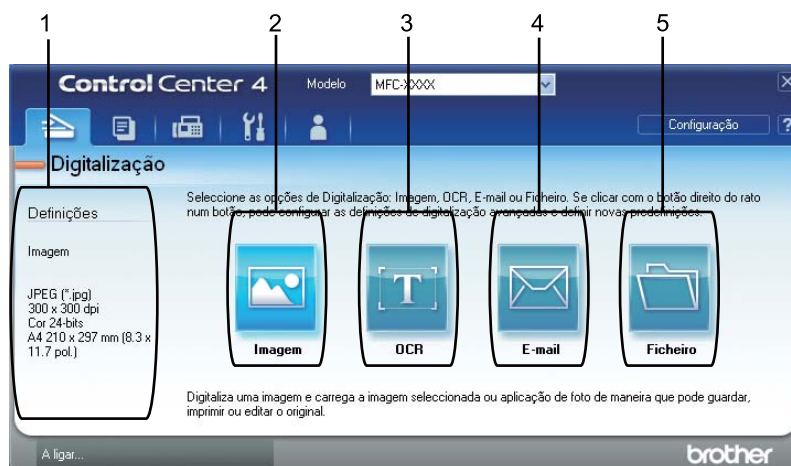 1 2 3 4 5
Control Center 4 Modelo MFC-XXXX
Configuração ?
Digitalização
Seleccione as opções de Digitalização: Imagem, OCR, E-mail ou Ficheiro. Se clicar com o botão direito do rato
num botão, pode configurar as definições de digitalização avançadas e definir novas predefinições.
Definições
Imagem
JPEG (*.jpg)
300 x 300 dpi
Cor 24-bits
A4 210 x 297 mm (8.3 x
11.7 pol.)
T
Imagem OCR E-mail Ficheiro
Digitaliza uma imagem e carrega a imagem seleccionada ou aplicação de foto de maneira que pode guardar,
imprimir ou editar o original.
A ligar... brother